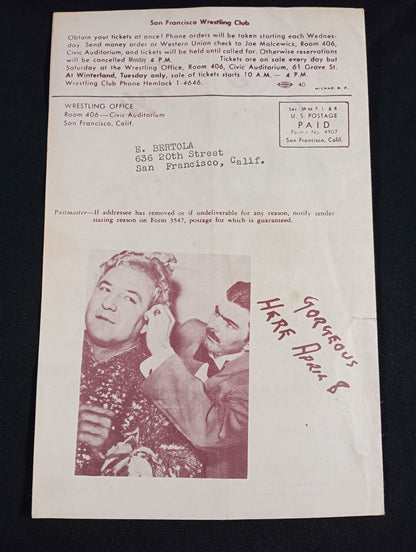 San Francisco Wrestling Club
Obtain your tickets at once! Phone orders will be taken starting each Wednes-
day. Send money order or Western Union check to Joe Malcewicz, Room 406,
Civic Auditorium, and tickets will be held until called for. Otherwise reservations
will be cancelled Monday 4 P.M. Tickets are on sale every day but
Saturday at the Wrestling Office, Room 406, Civic Auditorium, 61 Grove St.
At Winterland, Tuesday only, sale of tickets starts 10 A.M. — 4 P.M.
Wrestling Club Phone Hemlock 1-4646. 40
WRESTLING OFFICE
Room 406—Civic Auditorium
San Francisco, Calif.
Sec. 34.66 P. L. & R
U. S. POSTAGE
PAID
Permit No. 4907
San Francisco, Calif.
E. BERTOLA
636 20th Street
San Francisco, Calif.
Postmaster—If addressee has removed or if undeliverable for any reason, notify sender
stating reason on Form 3547, postage for which is guaranteed.
GORGEOUS
HERE APRIL 8